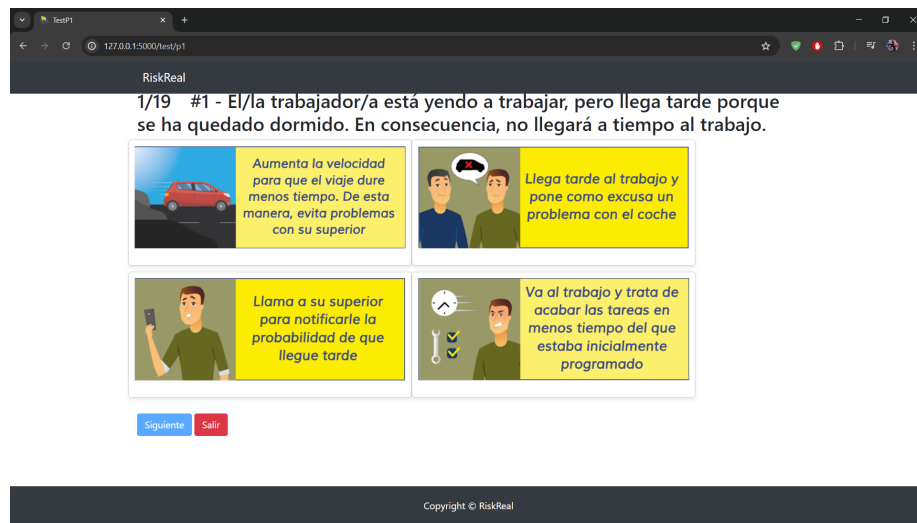 TestP1
127.0.0.1:5000/test/p1
RiskReal
1/19 #1 - El/la trabajador/a está yendo a trabajar, pero llega tarde porque
se ha quedado dormido. En consecuencia, no llegará a tiempo al trabajo.
Aumenta la velocidad
para que el viaje dure
menos tiempo. De esta
manera, evita problemas
con su superior
Llega tarde al trabajo y
pone como excusa un
problema con el coche
Llama a su superior
para notificarle la
probabilidad de que
llegue tarde
Va al trabajo y trata de
acabar las tareas en
menos tiempo del que
estaba inicialmente
programado
Siguiente Salir
Copyright © RiskReal